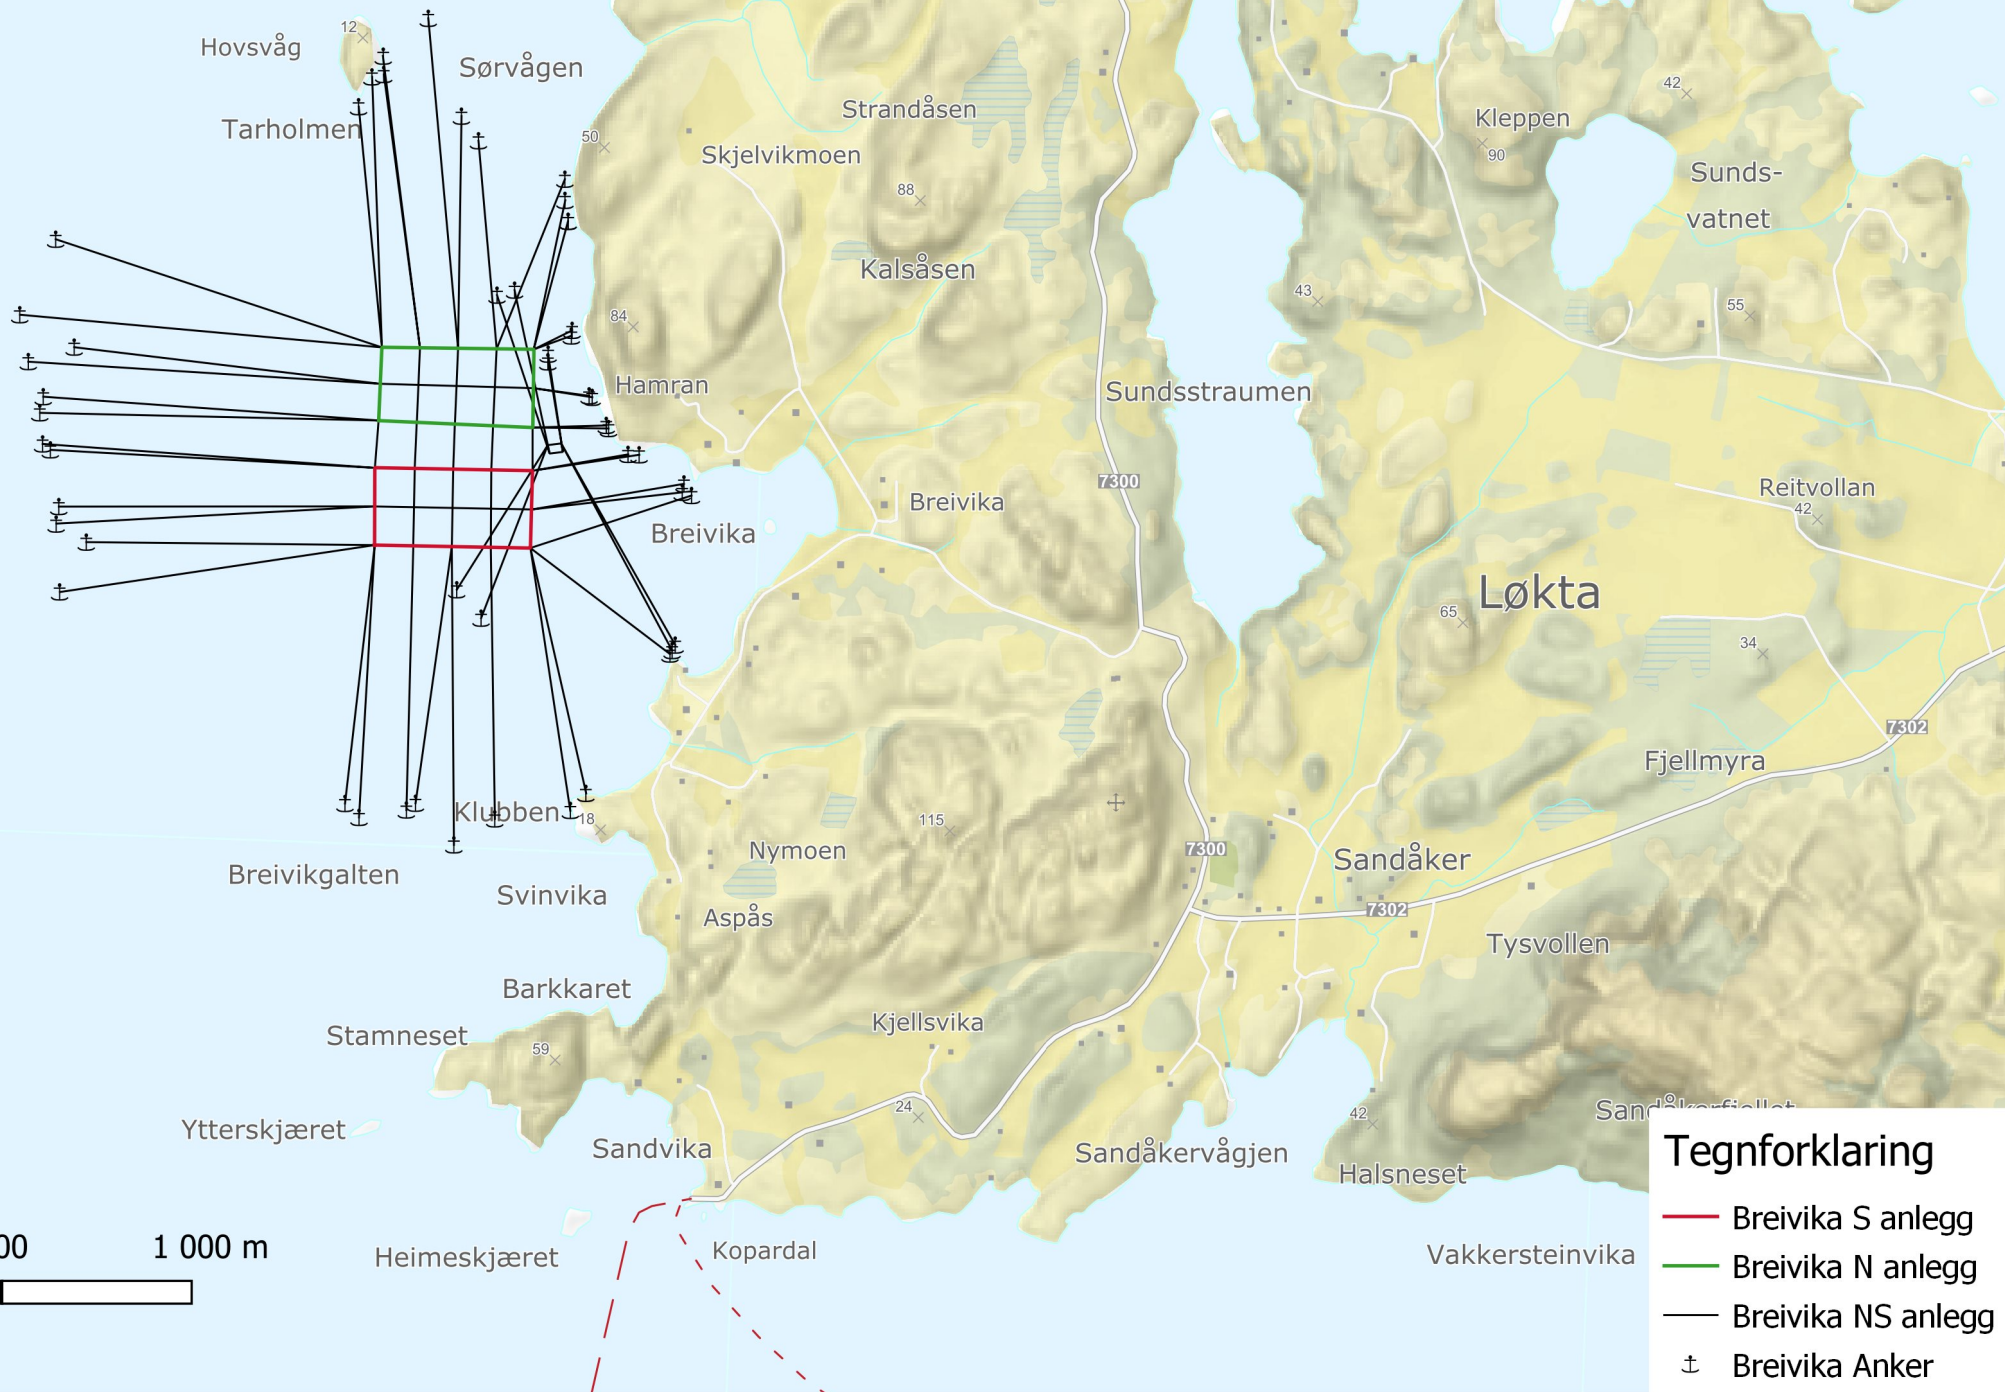 12
Hovsvåg
Sørvågen
Tarholmen
50
Strandåsen
Skjelvikmoen
88
Kleppen
90
42
Sunds-
vatnet
Kalsåsen
43
55
84
Hamran
Sundsstraumen
7300
Breivika
Breivika
Reitvollan
42
Løkta
65
34
7302
Fjellmyra
Klubben
18
115
Nymoen
7300
Sandåker
Breivikgalten
Svinvika
Aspås
7302
Tysvollen
Barkkaret
Stamneset
Kjellsvika
59
24
42
Sandåkerfjellet
Ytterskjæret
Sandvika
Sandåkervågjen
Halsneset
00
1 000 m
Heimeskjæret
Kopardal
Vakkersteinvika
Tegnforklaring
Breivika S anlegg
Breivika N anlegg
Breivika NS anlegg
Breivika Anker